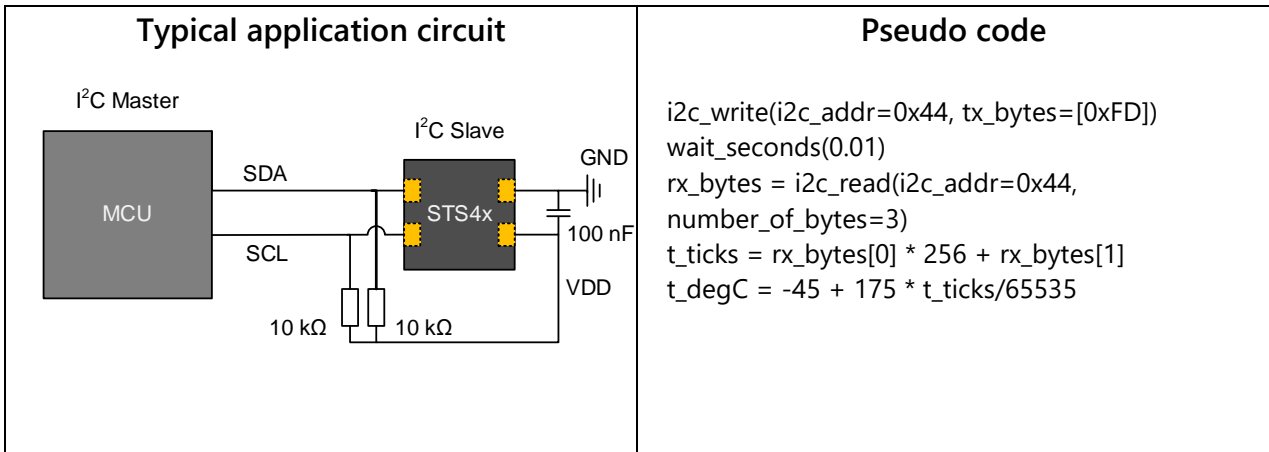 Typical application circuit
I²C Master
I²C Slave
GND
SDA
MCU
STS4x
100 nF
SCL
VDD
10 kΩ
10 kΩ
Pseudo code
i2c_write(i2c_addr=0x44, tx_bytes=[0xFD])
wait_seconds(0.01)
rx_bytes = i2c_read(i2c_addr=0x44,
number_of_bytes=3)
t_ticks = rx_bytes[0] * 256 + rx_bytes[1]
t_degC = -45 + 175 * t_ticks/65535